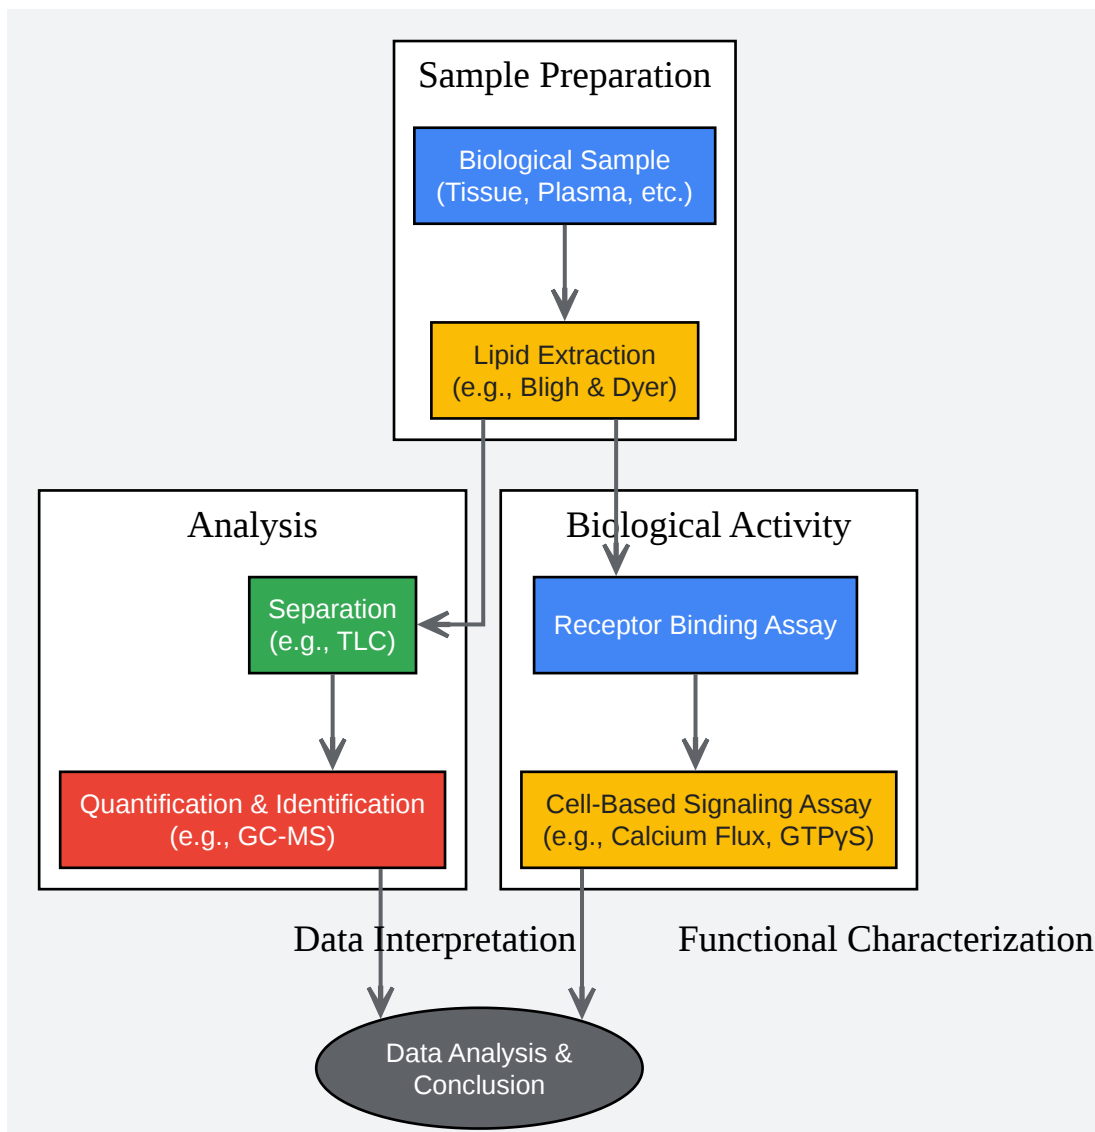 Sample Preparation
Biological Sample
(Tissue, Plasma, etc.)
Lipid Extraction
(e.g., Bligh & Dyer)
Analysis
Separation
(e.g., TLC)
Quantification & Identification
(e.g., GC-MS)
Biological Activity
Receptor Binding Assay
Cell-Based Signaling Assay
(e.g., Calcium Flux, GTPγS)
Data Interpretation
Functional Characterization
Data Analysis &
Conclusion